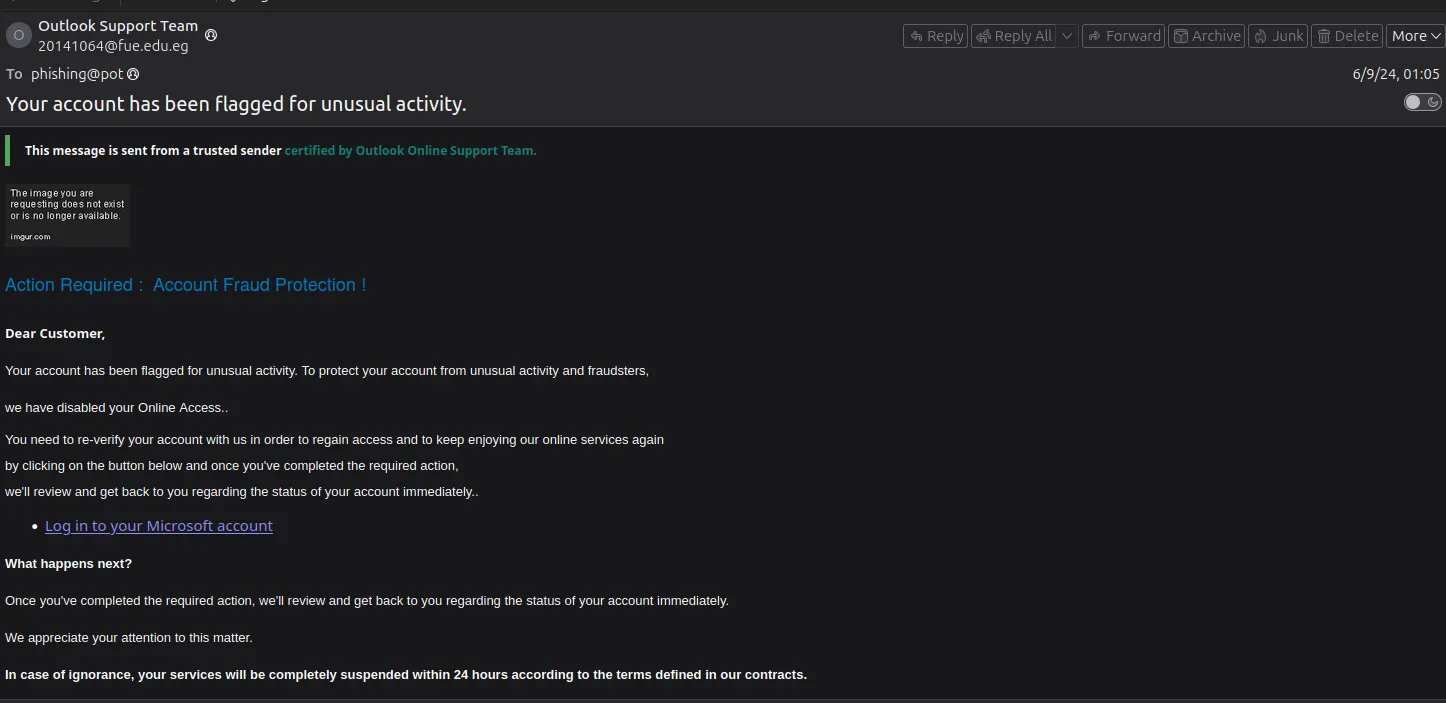 O
Outlook Support Team
20141064@fue.edu.eg
Reply Reply All Forward Archive Junk Delete More
To phishing@pot
6/9/24, 01:05
Your account has been flagged for unusual activity.
This message is sent from a trusted sender certified by Outlook Online Support Team.
The image you are
requesting does not exist
or is no longer available.
imgur.com
Action Required : Account Fraud Protection !
Dear Customer,
Your account has been flagged for unusual activity. To protect your account from unusual activity and fraudsters,
we have disabled your Online Access..
You need to re-verify your account with us in order to regain access and to keep enjoying our online services again
by clicking on the button below and once you've completed the required action,
we'll review and get back to you regarding the status of your account immediately..
• Log in to your Microsoft account
What happens next?
Once you've completed the required action, we'll review and get back to you regarding the status of your account immediately.
We appreciate your attention to this matter.
In case of ignorance, your services will be completely suspended within 24 hours according to the terms defined in our contracts.